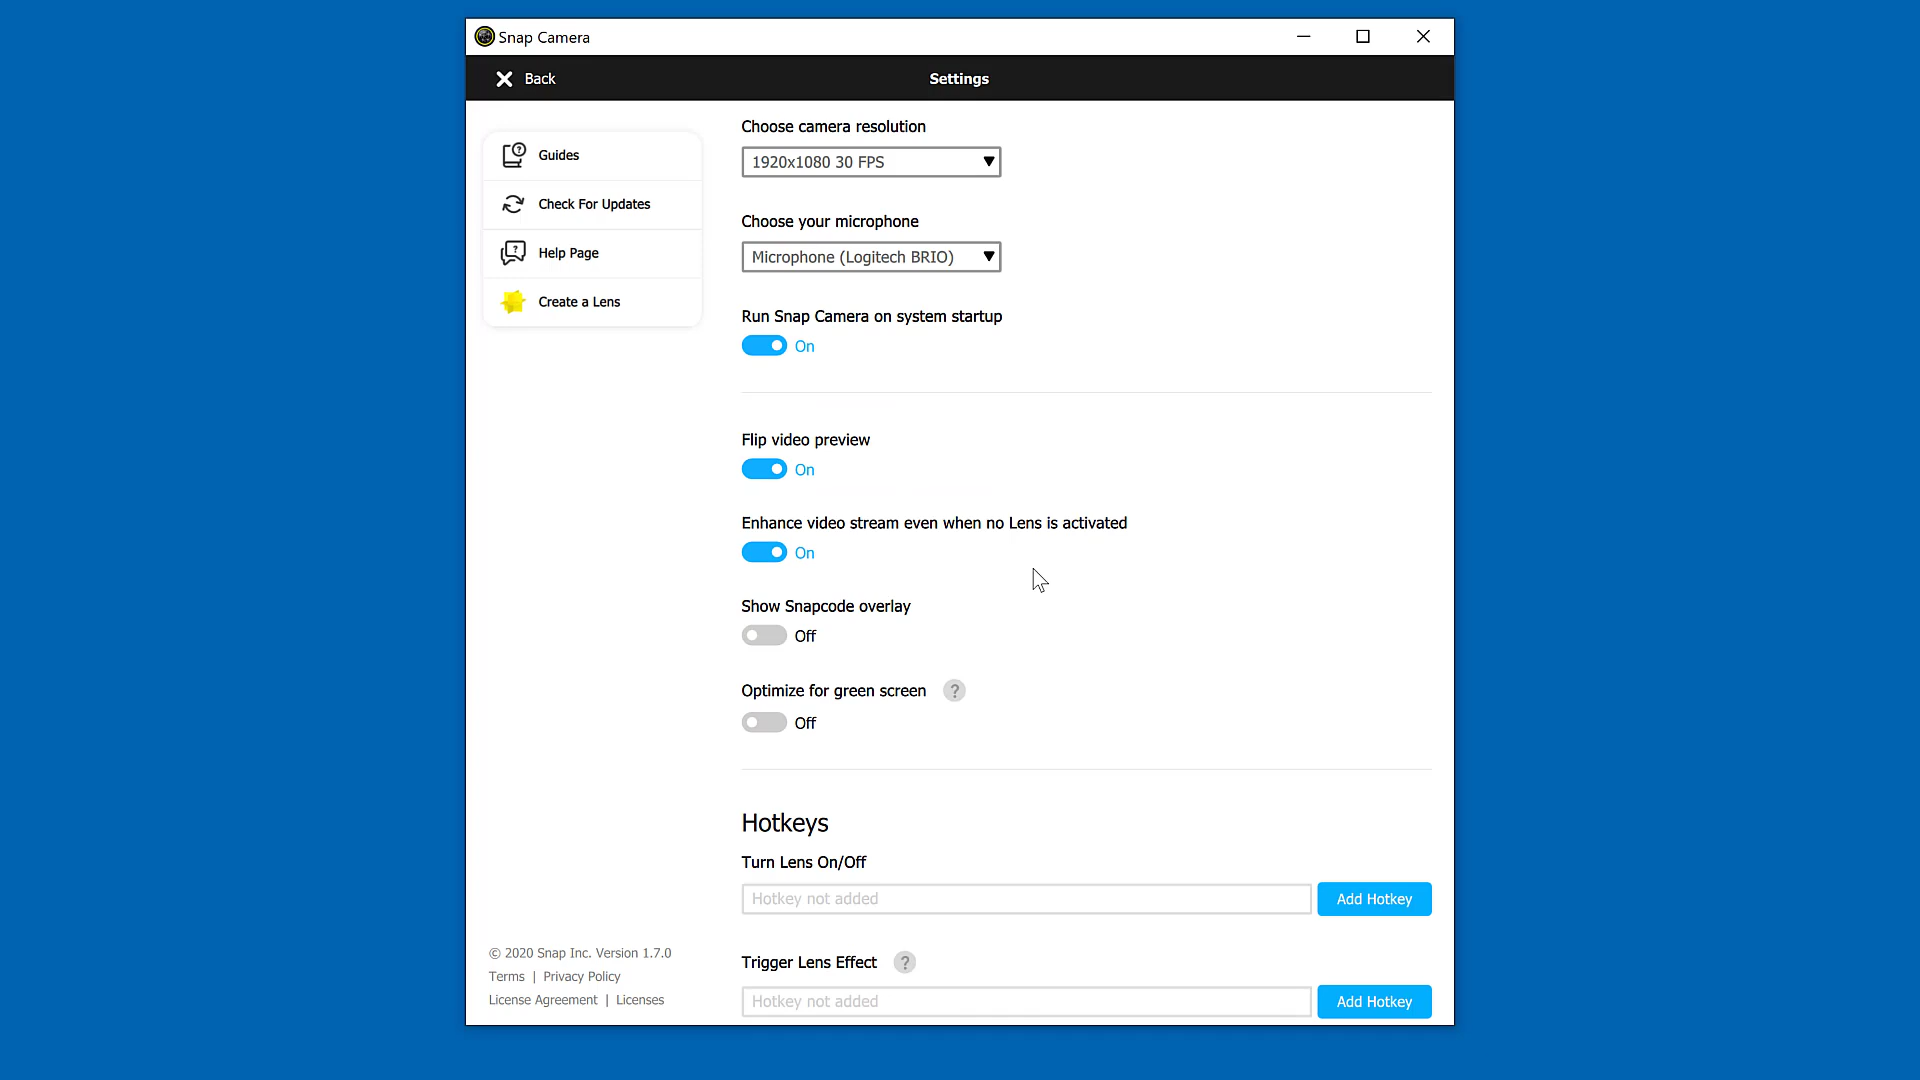 Snap Camera
Back
Settings
Guides
Check For Updates
Help Page
Create a Lens
Choose camera resolution
1920x1080 30 FPS
Choose your microphone
Microphone (Logitech BRIO)
Run Snap Camera on system startup
On
Flip video preview
On
Enhance video stream even when no Lens is activated
On
Show Snapcode overlay
Off
Optimize for green screen ?
Off
Hotkeys
Turn Lens On/Off
Hotkey not added
Add Hotkey
Trigger Lens Effect ?
Hotkey not added
Add Hotkey
© 2020 Snap Inc. Version 1.7.0
Terms | Privacy Policy
License Agreement | Licenses